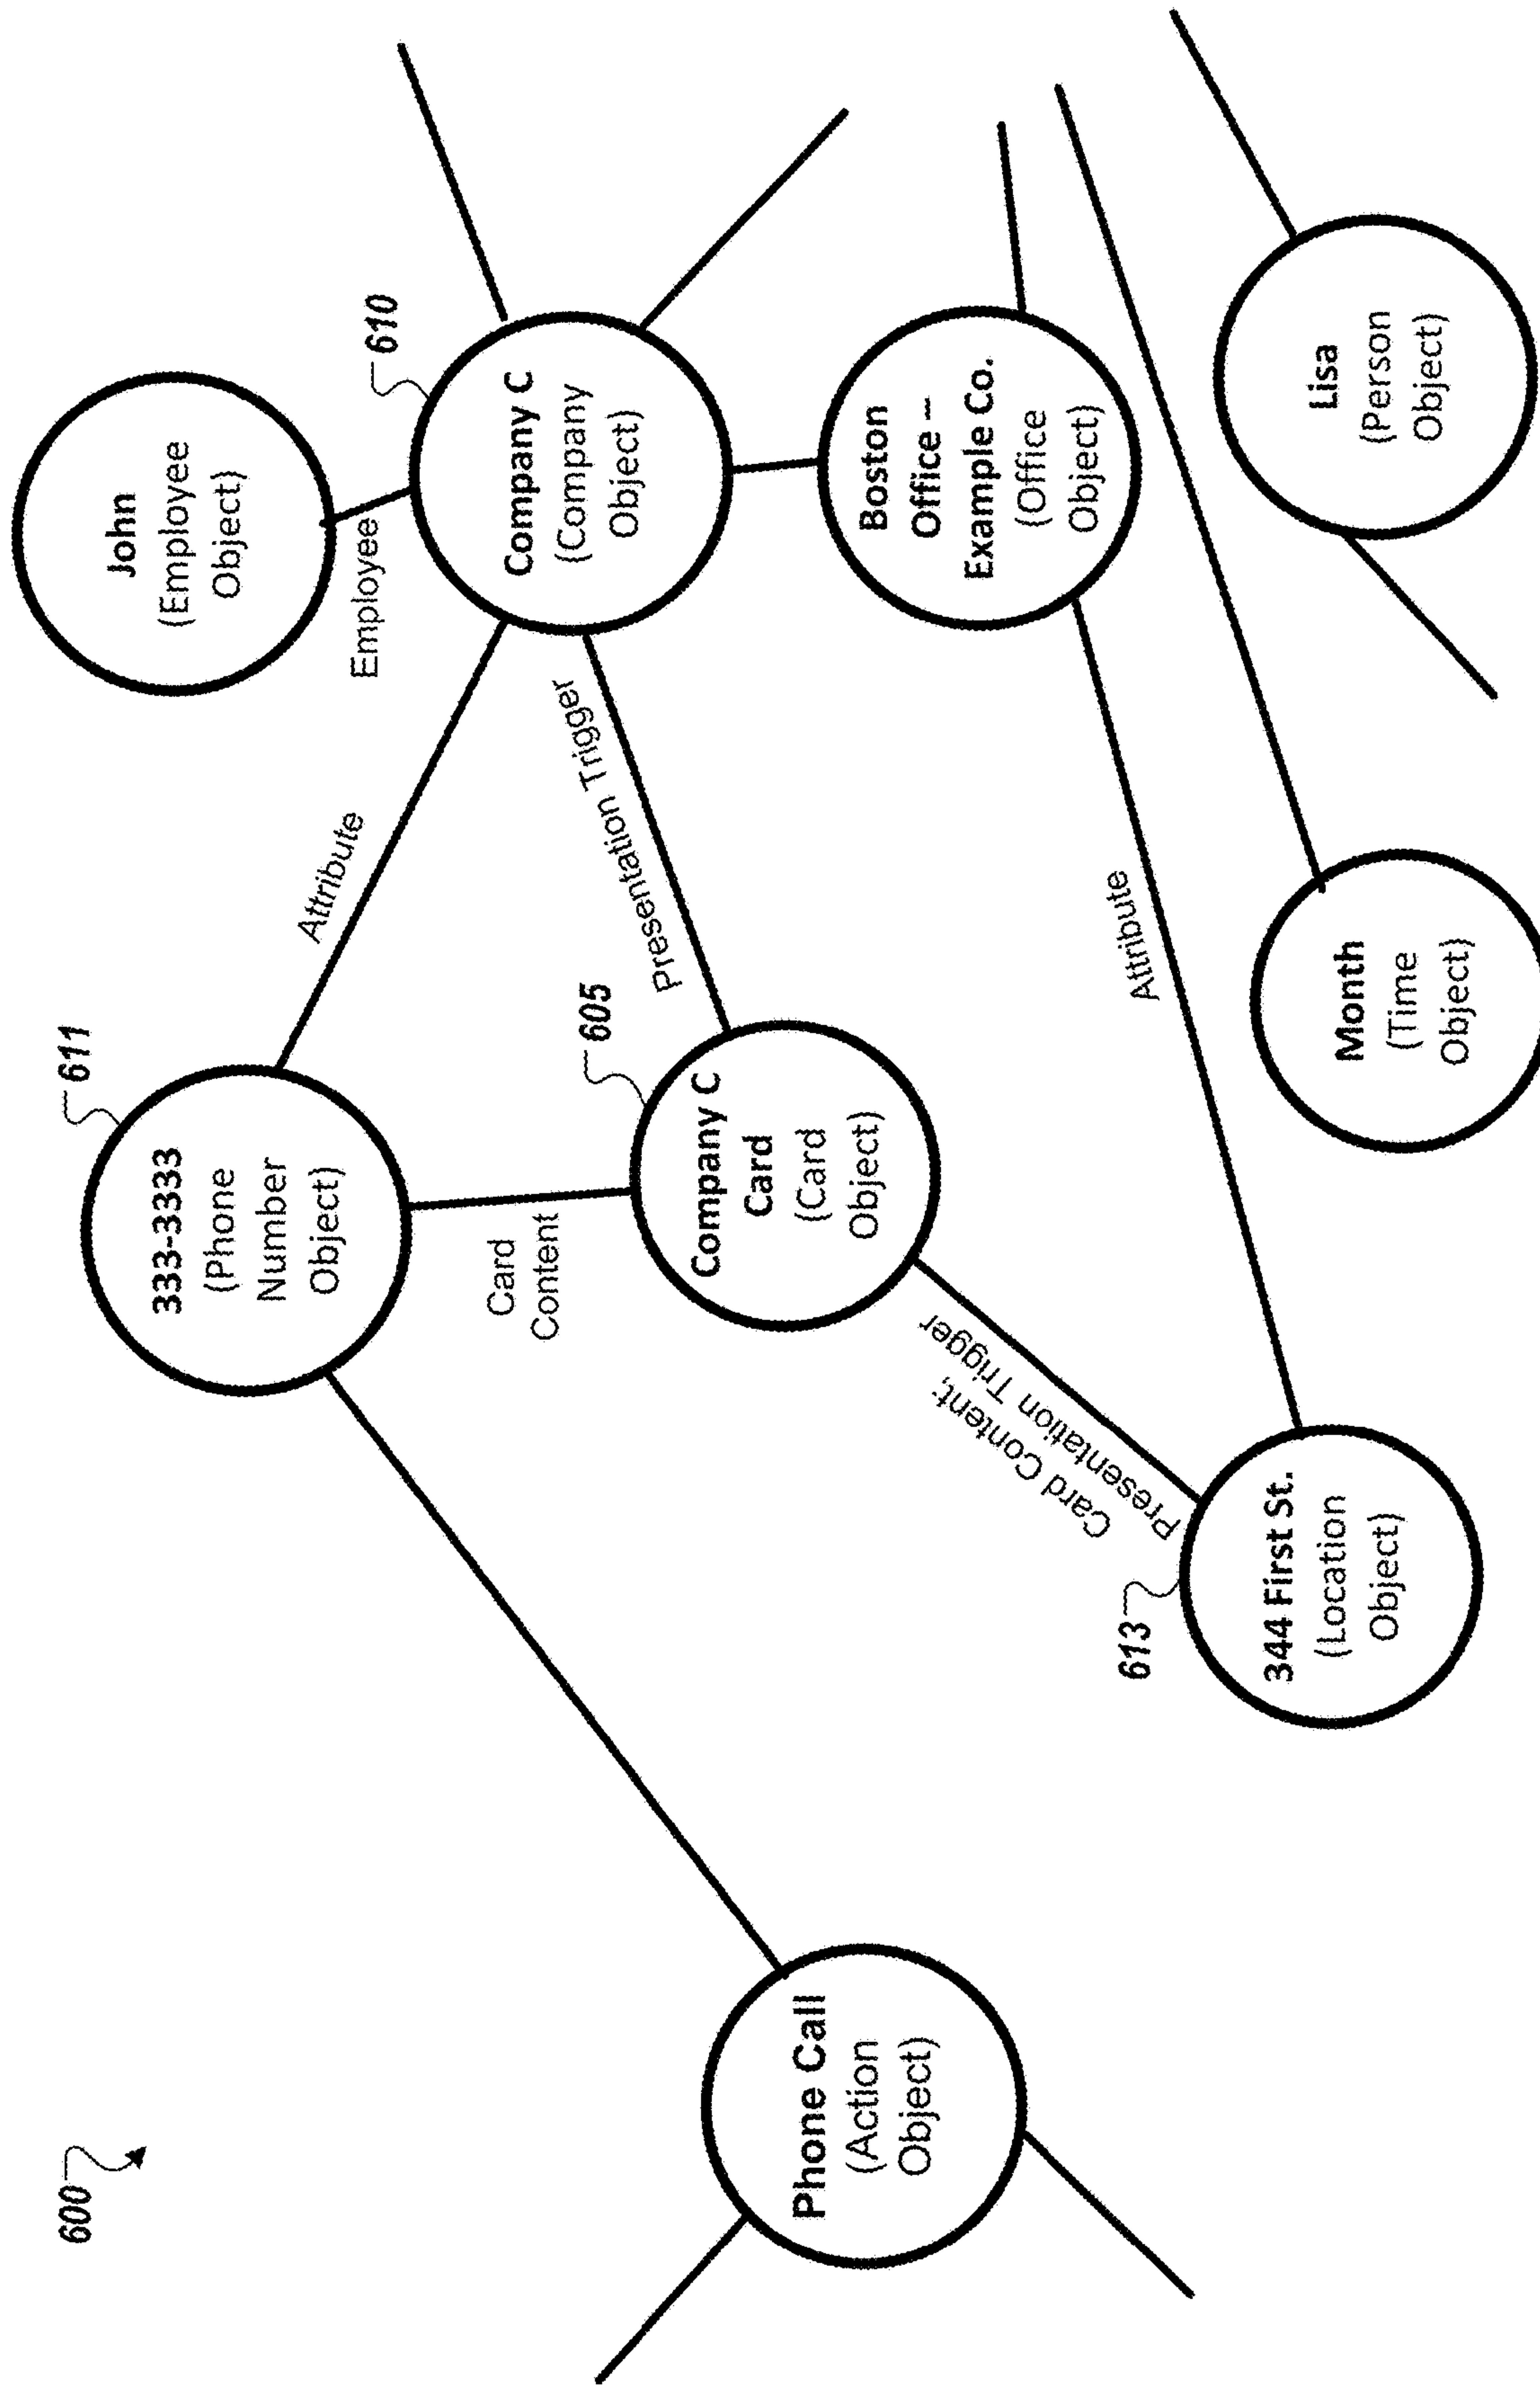 600
611
333-3333
(Phone
Number
Object)
Attribute
John
(Employee
Object)
Employee
610
Company C
(Company
Object)
Card
Content
605
Company C
Card
(Card
Object)
Presentation Trigger
Phone Call
(Action
Object)
Card Content;
Presentation Trigger
Boston
Office –
Example Co.
(Office
Object)
Attribute
613
344 First St.
(Location
Object)
Month
(Time
Object)
Lisa
(Person
Object)